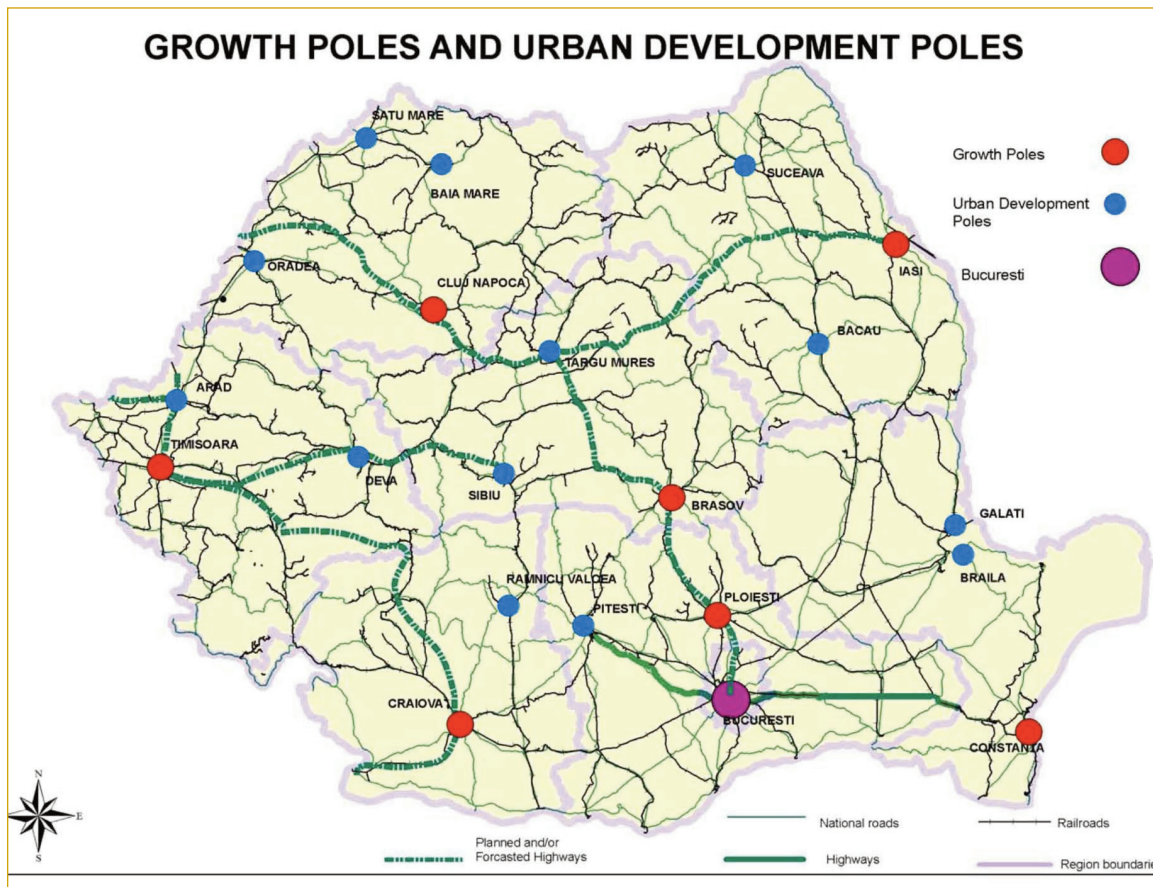 GROWTH POLES AND URBAN DEVELOPMENT POLES
SATU MARE
BAIA MARE
SUCEAVA
Growth Poles
Urban Development
Poles
Bucuresti
ORADEA
CLUJ NAPOCA
IASI
TARGU MURES
BACAU
ARAD
TIMISOARA
DEVA
SIBIU
BRASOV
GALATI
BRAILA
RAMNICU VALCEA
PITESTI
PLOIESTI
CRAIOVA
BUCURESTI
CONSTANTA
N
E
S
National roads
Railroads
Planned and/or
Forcasted Highways
Highways
Region boundarie